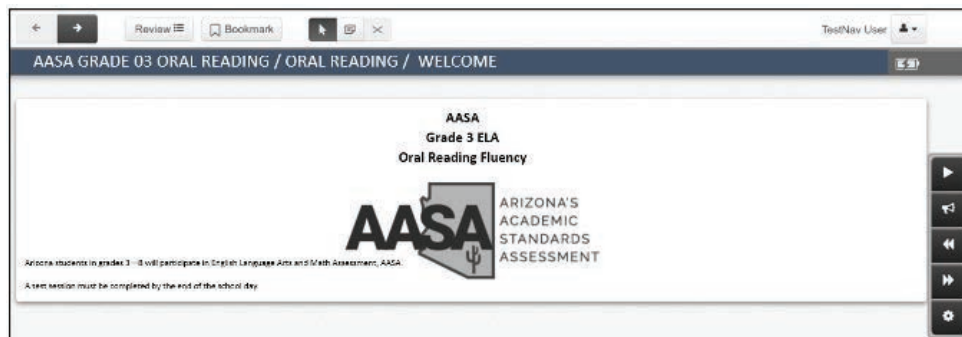 Review
Bookmark
TestNav User
AASA GRADE 03 ORAL READING / ORAL READING / WELCOME
AASA
Grade 3 ELA
Oral Reading Fluency
AASA
ARIZONA'S
ACADEMIC
STANDARDS
ASSESSMENT
Arizona students in grades 3–8 will participate in English Language Arts and Math Assessment, AASA.
A test session must be completed by the end of the school day.